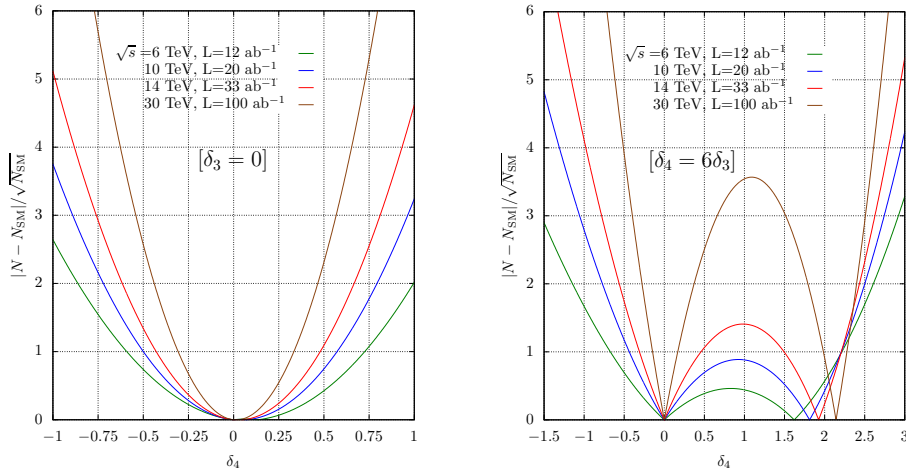 6
5
4
3
2
1
0
|N − N_SM|/√N_SM
√s =6 TeV, L=12 ab⁻¹
10 TeV, L=20 ab⁻¹
14 TeV, L=33 ab⁻¹
30 TeV, L=100 ab⁻¹
[δ₃ = 0]
−1 −0.75 −0.5 −0.25 0 0.25 0.5 0.75 1
δ₄
6
5
4
3
2
1
0
|N − N_SM|/√N_SM
√s =6 TeV, L=12 ab⁻¹
10 TeV, L=20 ab⁻¹
14 TeV, L=33 ab⁻¹
30 TeV, L=100 ab⁻¹
[δ₄ = 6δ₃]
−1.5 −1 −0.5 0 0.5 1 1.5 2 2.5 3
δ₄